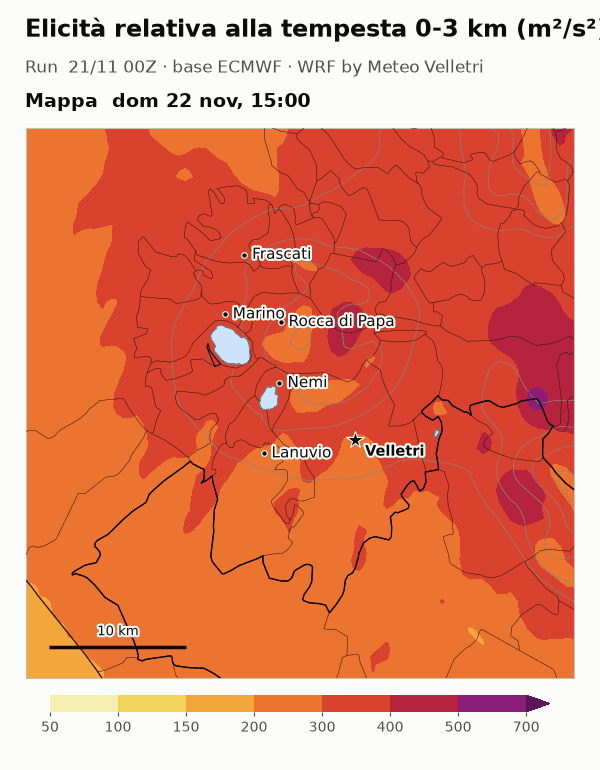 Elicità relativa alla tempesta 0-3 km (m²/s²)
Run  21/11 00Z · base ECMWF · WRF by Meteo Velletri
Mappa  dom 22 nov, 15:00
Frascati
Marino
Rocca di Papa
Nemi
Velletri
Lanuvio
10 km
50 100 150 200 300 400 500 700